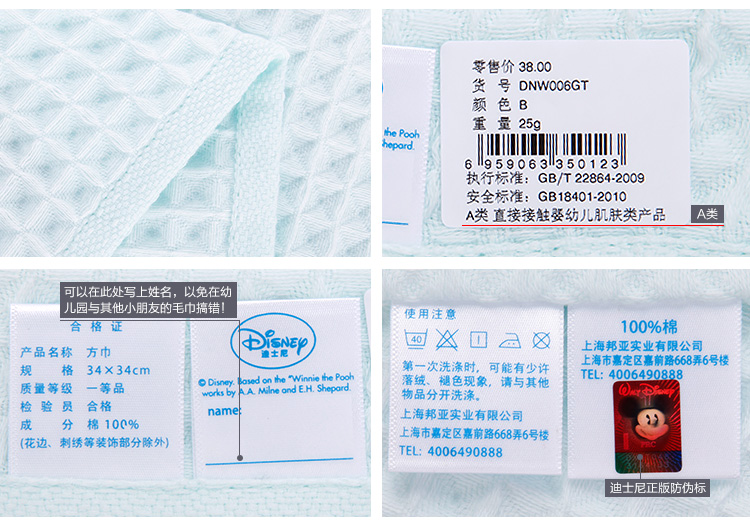 零售价 38.00
货 号 DNW006GT
颜 色 B
重 量 25g
6 959063 350123
执行标准：GB/T 22864-2009
安全标准：GB18401-2010
A类 直接接触婴幼儿肌肤类产品
A类
the Pooh
hepard.
可以在此处写上姓名，以免在幼
儿园与其他小朋友的毛巾搞错！
合 格 证
产品名称 方巾
规 格 34×34cm
质量等级 一等品
检 验 员 合格
成 分 棉 100%
(花边、刺绣等装饰部分除外)
Disney
迪士尼
© Disney. Based on the "Winnie the Pooh
works by A.A. Milne and E.H. Shepard.
name:
使用注意
40
第一次洗涤时，可能有少许
落绒、褪色现象，请与其他
物品分开洗涤。
上海邦亚实业有限公司
上海市嘉定区嘉前路668弄6号楼
TEL: 4006490888
100%棉
上海邦亚实业有限公司
上海市嘉定区嘉前路668弄6号楼
TEL: 4006490888
WALT DISNEY
迪士尼正版防伪标